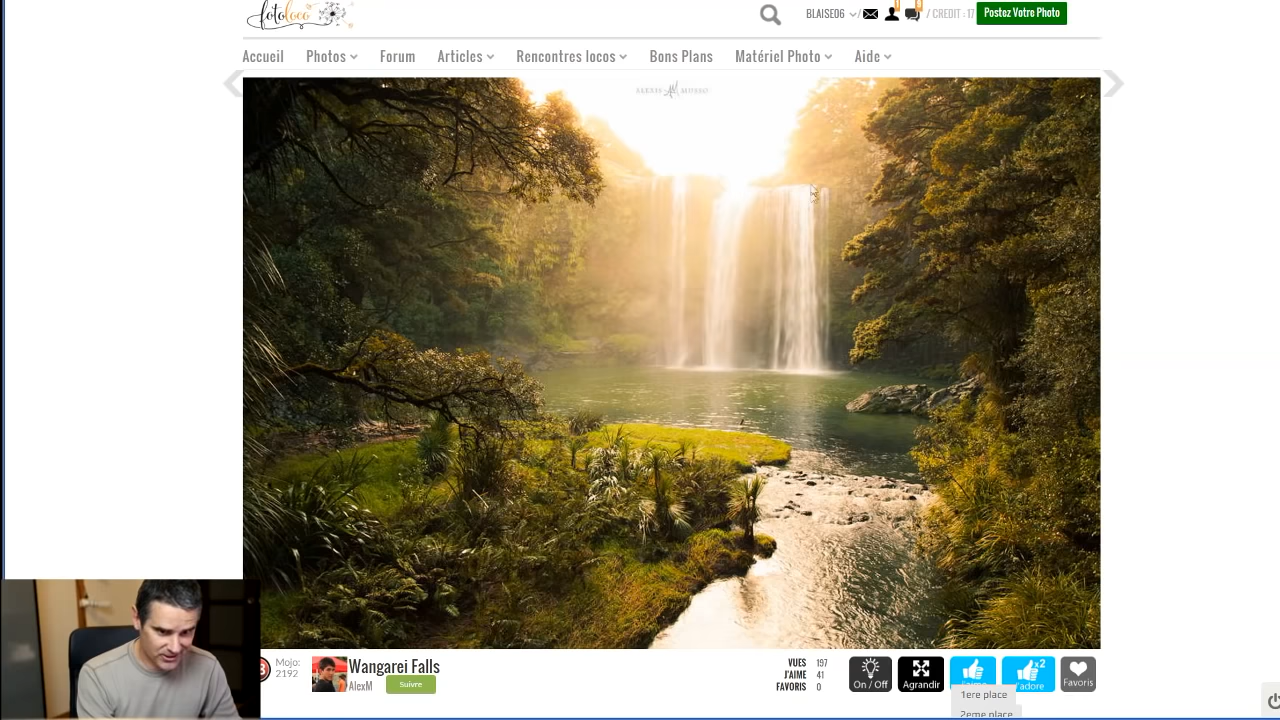 fotoloco
BLAISE06 / / CREDIT : 17 Postez Votre Photo
Accueil Photos Forum Articles Rencontres locos Bons Plans Matériel Photo Aide
Mojo:
2192
Wangarei Falls
AlexM Suivre
VUES 197
J'AIME 41
FAVORIS 0
On / Off Agrandir J'aime x2 J'adore Favoris
1ere place
2eme place